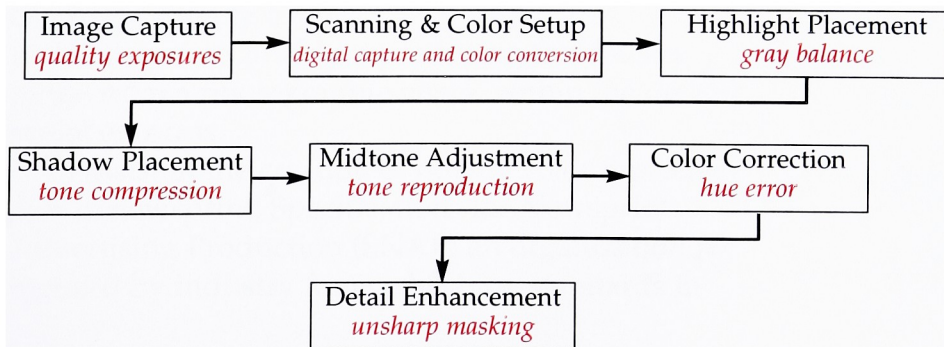 Image Capture
quality exposures
Scanning & Color Setup
digital capture and color conversion
Highlight Placement
gray balance
Shadow Placement
tone compression
Midtone Adjustment
tone reproduction
Color Correction
hue error
Detail Enhancement
unsharp masking